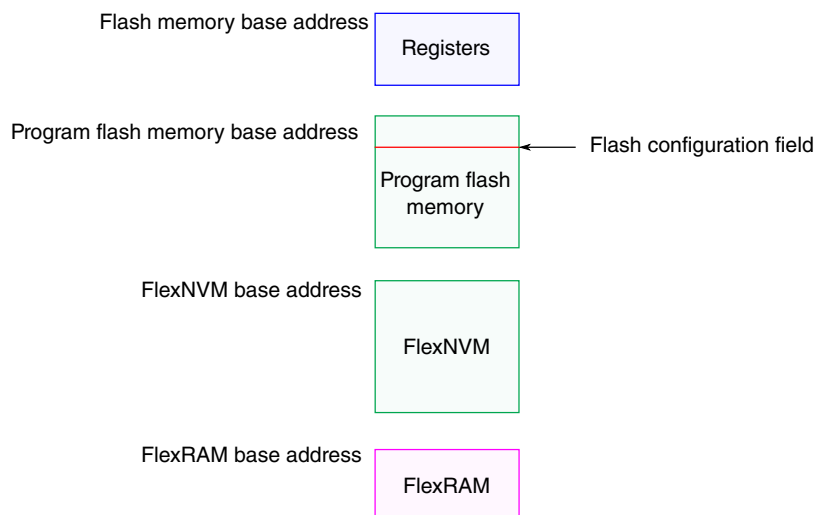 Flash memory base address
Registers
Program flash memory base address
Flash configuration field
Program flash
memory
FlexNVM base address
FlexNVM
FlexRAM base address
FlexRAM